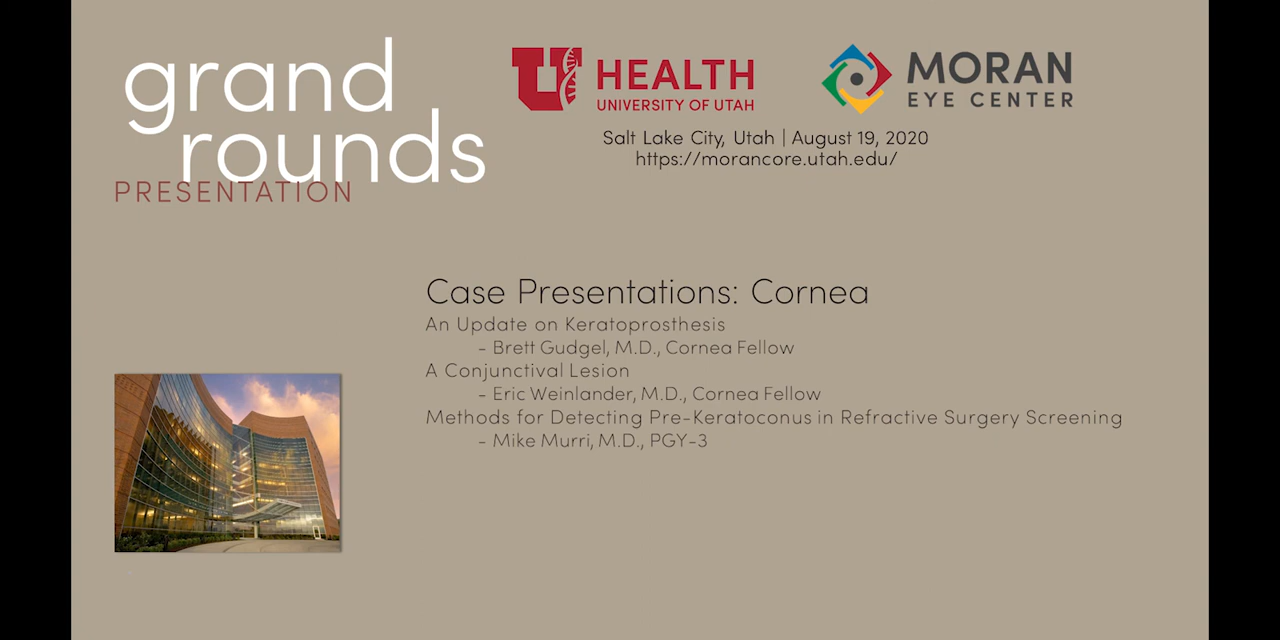 grand
rounds
PRESENTATION
U HEALTH
UNIVERSITY OF UTAH
MORAN
EYE CENTER
Salt Lake City, Utah | August 19, 2020
https://morancore.utah.edu/
Case Presentations: Cornea
An Update on Keratoprosthesis
- Brett Gudgel, M.D., Cornea Fellow
A Conjunctival Lesion
- Eric Weinlander, M.D., Cornea Fellow
Methods for Detecting Pre-Keratoconus in Refractive Surgery Screening
- Mike Murri, M.D., PGY-3